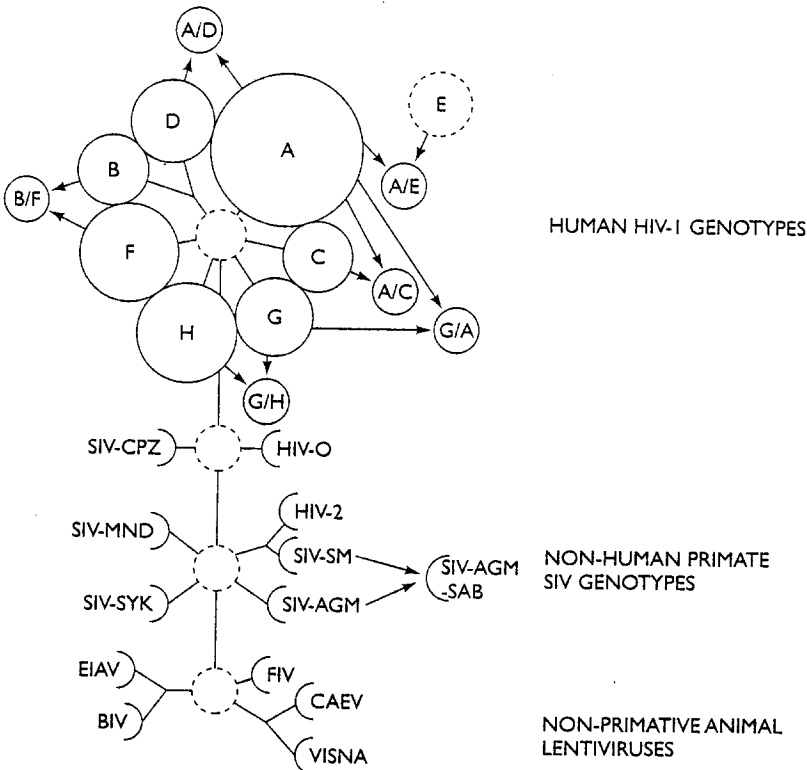 A/D
E
D
A
B
A/E
B/F
HUMAN HIV-1 GENOTYPES
F
C
A/C
G
H
G/A
G/H
SIV-CPZ
HIV-O
HIV-2
SIV-MND
SIV-SM
SIV-AGM
-SAB
NON-HUMAN PRIMATE
SIV GENOTYPES
SIV-SYK
SIV-AGM
EIAV
FIV
CAEV
BIV
VISNA
NON-PRIMATIVE ANIMAL
LENTIVIRUSES